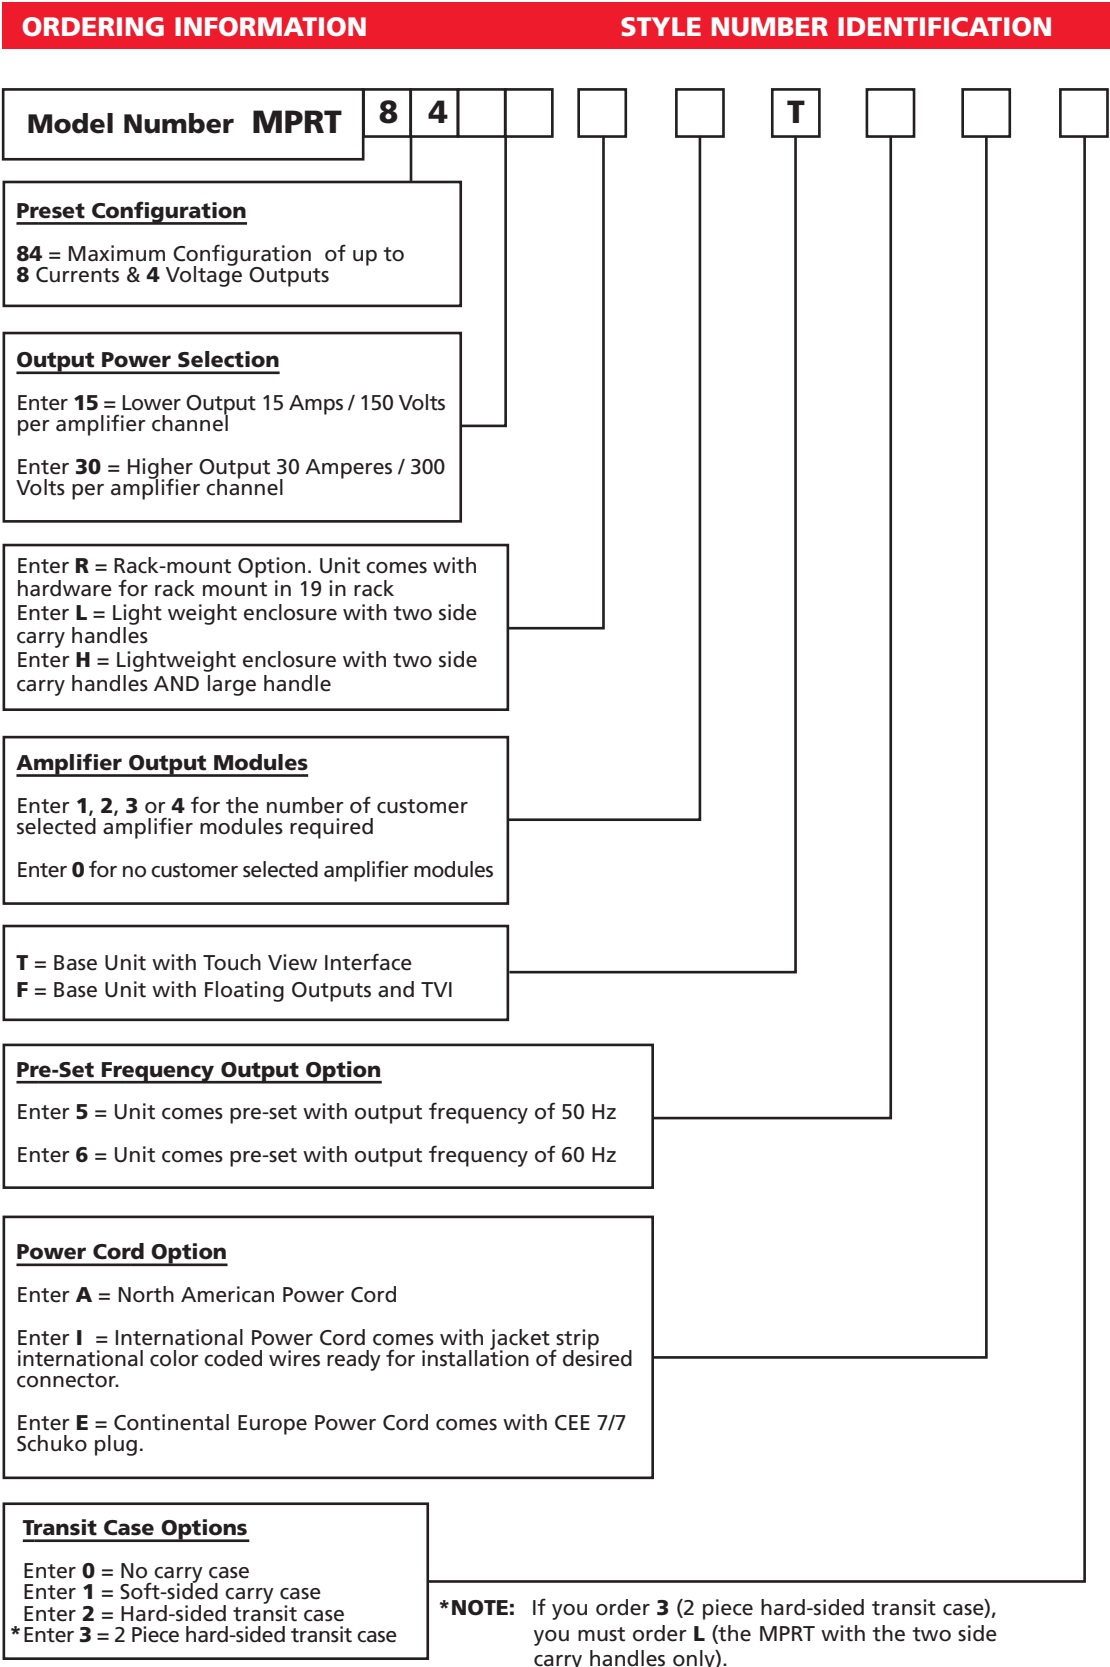 ORDERING INFORMATION STYLE NUMBER IDENTIFICATION
Model Number MPRT 8 4 T
Preset Configuration
84 = Maximum Configuration of up to
8 Currents & 4 Voltage Outputs
Output Power Selection
Enter 15 = Lower Output 15 Amps / 150 Volts
per amplifier channel
Enter 30 = Higher Output 30 Amperes / 300
Volts per amplifier channel
Enter R = Rack-mount Option. Unit comes with
hardware for rack mount in 19 in rack
Enter L = Light weight enclosure with two side
carry handles
Enter H = Lightweight enclosure with two side
carry handles AND large handle
Amplifier Output Modules
Enter 1, 2, 3 or 4 for the number of customer
selected amplifier modules required
Enter 0 for no customer selected amplifier modules
T = Base Unit with Touch View Interface
F = Base Unit with Floating Outputs and TVI
Pre-Set Frequency Output Option
Enter 5 = Unit comes pre-set with output frequency of 50 Hz
Enter 6 = Unit comes pre-set with output frequency of 60 Hz
Power Cord Option
Enter A = North American Power Cord
Enter I = International Power Cord comes with jacket strip
international color coded wires ready for installation of desired
connector.
Enter E = Continental Europe Power Cord comes with CEE 7/7
Schuko plug.
Transit Case Options
Enter 0 = No carry case
Enter 1 = Soft-sided carry case
Enter 2 = Hard-sided transit case
*Enter 3 = 2 Piece hard-sided transit case
*NOTE: If you order 3 (2 piece hard-sided transit case),
you must order L (the MPRT with the two side
carry handles only).